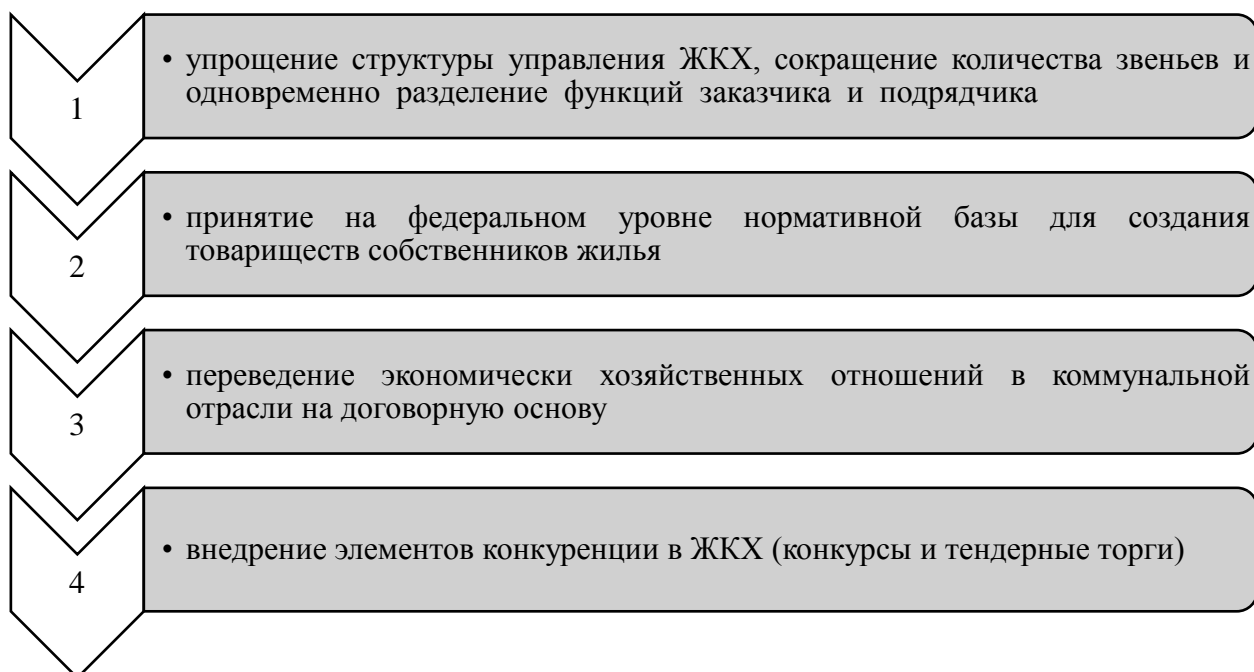 1
• упрощение структуры управления ЖКХ, сокращение количества звеньев и
одновременно разделение функций заказчика и подрядчика
2
• принятие на федеральном уровне нормативной базы для создания
товариществ собственников жилья
3
• переведение экономически хозяйственных отношений в коммунальной
отрасли на договорную основу
4
• внедрение элементов конкуренции в ЖКХ (конкурсы и тендерные торги)